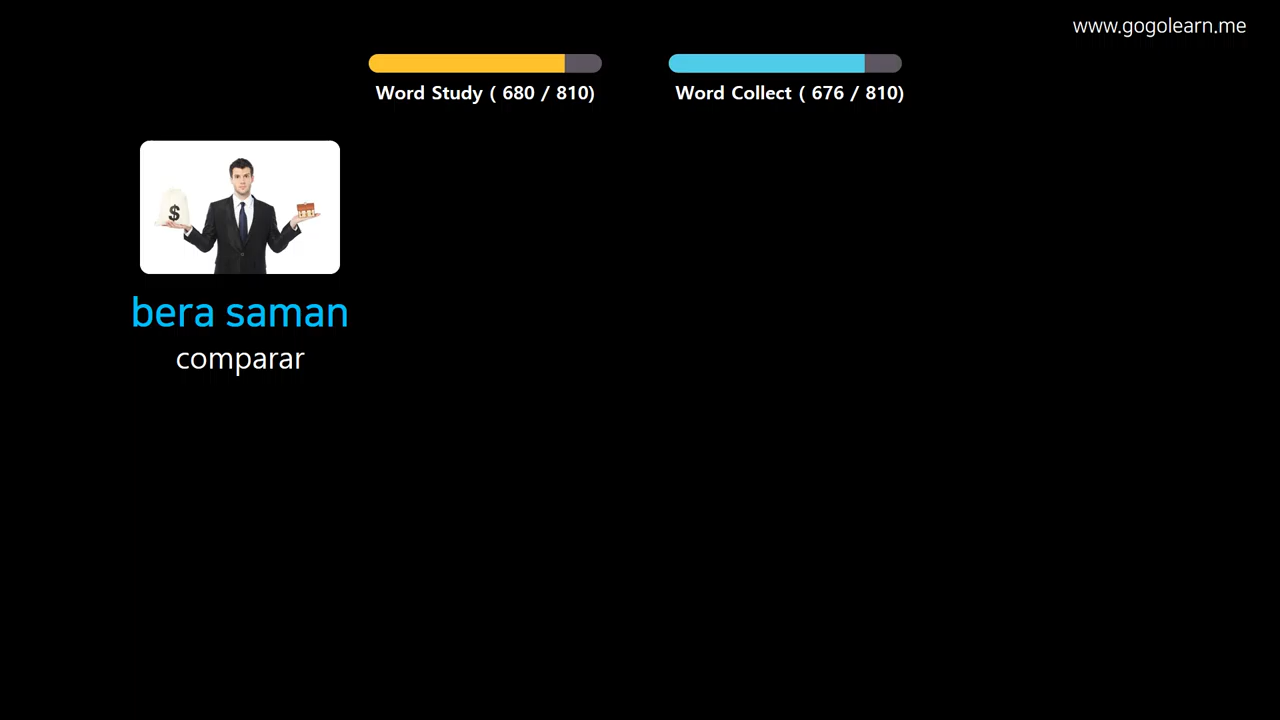 www.gogolearn.me
Word Study ( 680 / 810)
Word Collect ( 676 / 810)
$
bera saman
comparar